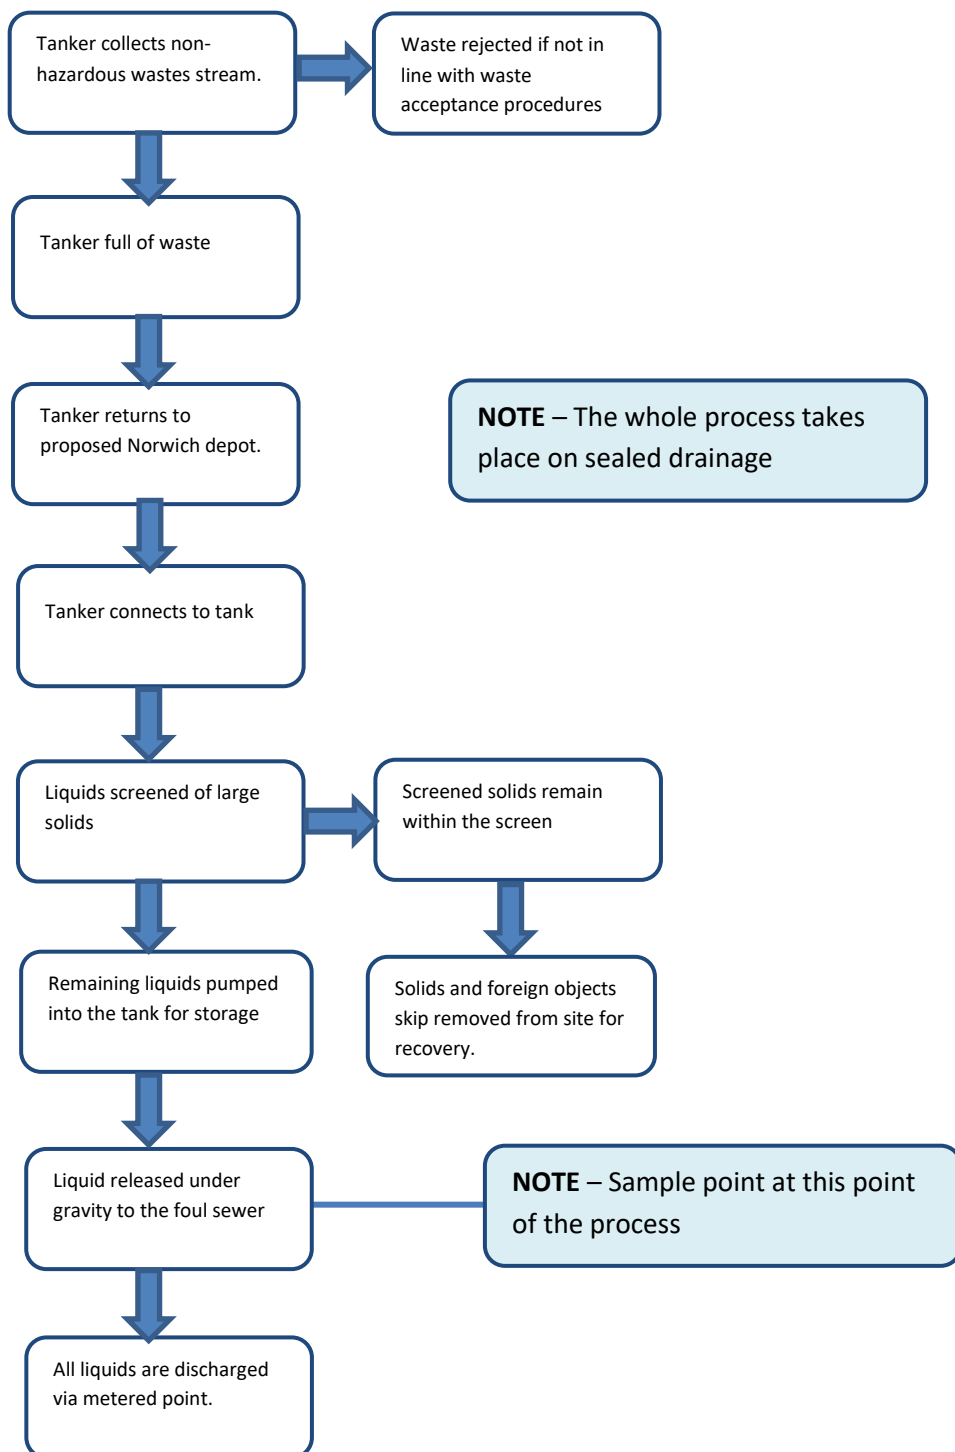 Tanker collects non-
hazardous wastes stream.
Waste rejected if not in
line with waste
acceptance procedures
Tanker full of waste
Tanker returns to
proposed Norwich depot.
NOTE – The whole process takes
place on sealed drainage
Tanker connects to tank
Liquids screened of large
solids
Screened solids remain
within the screen
Remaining liquids pumped
into the tank for storage
Solids and foreign objects
skip removed from site for
recovery.
Liquid released under
gravity to the foul sewer
NOTE – Sample point at this point
of the process
All liquids are discharged
via metered point.